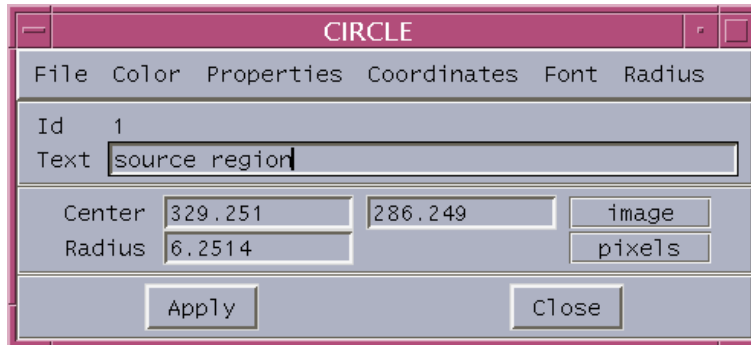 CIRCLE
File Color Properties Coordinates Font Radius
Id 1
Text source region
Center 329.251 286.249 image
Radius 6.2514 pixels
Apply Close